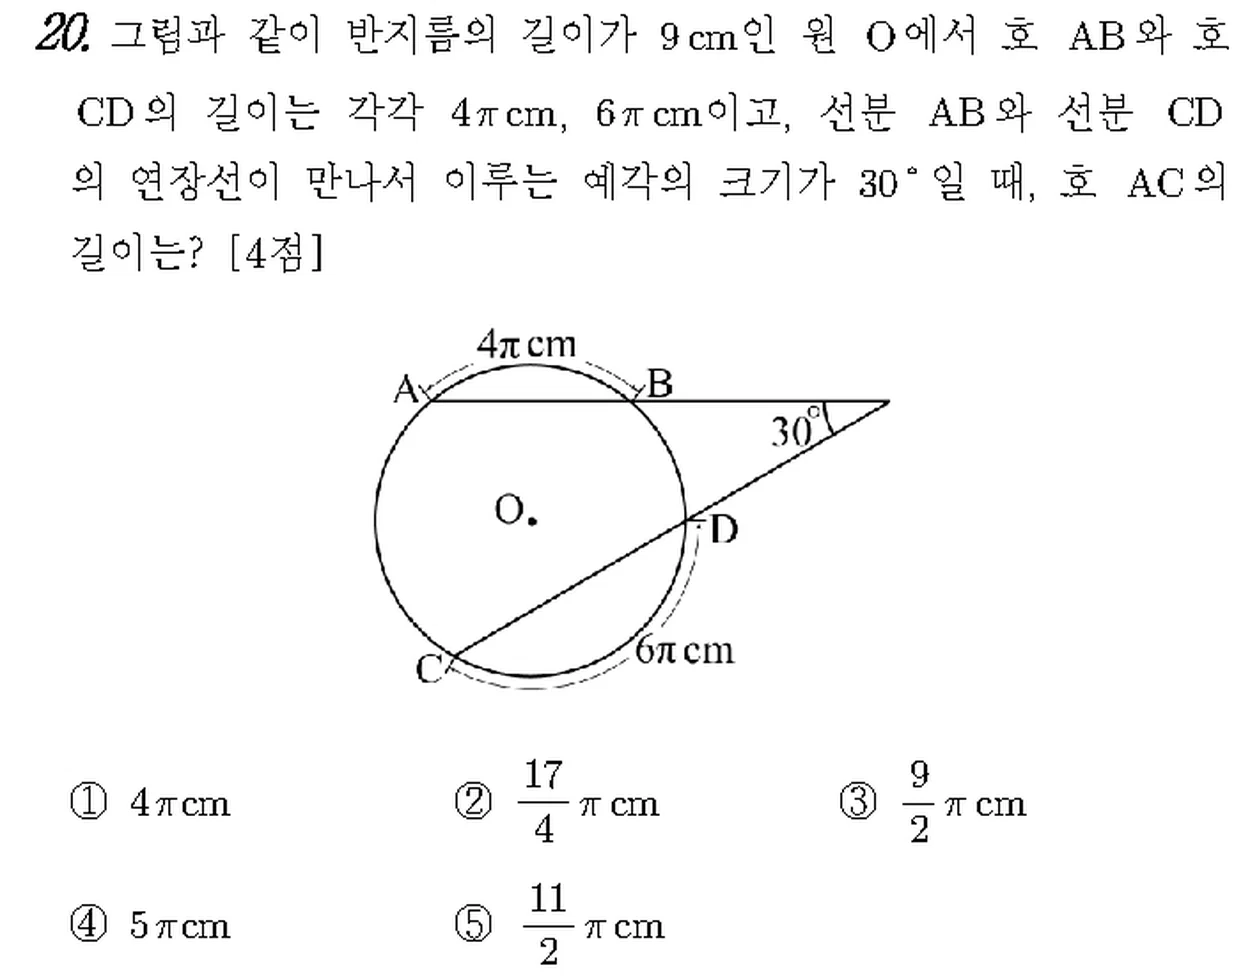 20. 그림과 같이 반지름의 길이가 9cm인 원 O에서 호 AB와 호
CD의 길이는 각각 4π cm, 6π cm이고, 선분 AB와 선분 CD
의 연장선이 만나서 이루는 예각의 크기가 30°일 때, 호 AC의
길이는? [4점]
4π cm
A
B
30°
O
D
6π cm
C
① 4π cm ② 17/4 π cm ③ 9/2 π cm
④ 5π cm ⑤ 11/2 π cm